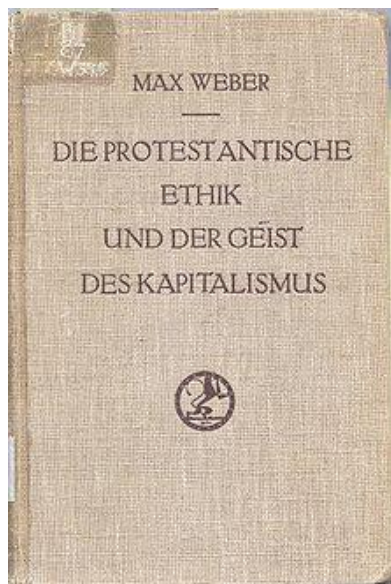 MAX WEBER
DIE PROTESTANTISCHE
ETHIK
UND DER GEIST
DES KAPITALISMUS